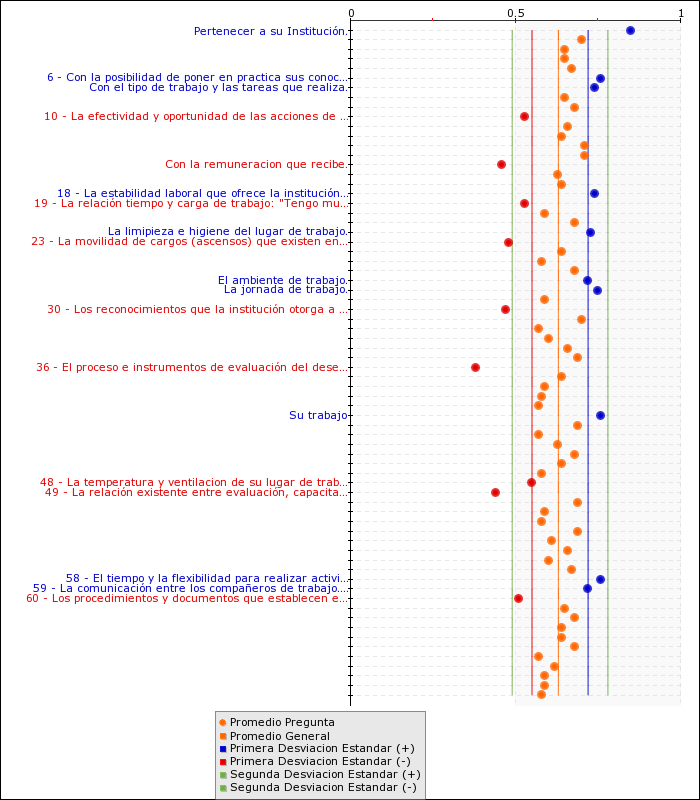 0 0.5 1
Pertenecer a su Institución.
6 - Con la posibilidad de poner en practica sus conoc...
Con el tipo de trabajo y las tareas que realiza.
10 - La efectividad y oportunidad de las acciones de ...
Con la remuneracion que recibe.
18 - La estabilidad laboral que ofrece la institución...
19 - La relación tiempo y carga de trabajo: "Tengo mu...
La limipieza e higiene del lugar de trabajo.
23 - La movilidad de cargos (ascensos) que existen en...
El ambiente de trabajo.
La jornada de trabajo.
30 - Los reconocimientos que la institución otorga a ...
36 - El proceso e instrumentos de evaluación del dese...
Su trabajo
48 - La temperatura y ventilacion de su lugar de trab...
49 - La relación existente entre evaluación, capacita...
58 - El tiempo y la flexibilidad para realizar activi...
59 - La comunicación entre los compañeros de trabajo....
60 - Los procedimientos y documentos que establecen e...
Promedio Pregunta
Promedio General
Primera Desviacion Estandar (+)
Primera Desviacion Estandar (-)
Segunda Desviacion Estandar (+)
Segunda Desviacion Estandar (-)